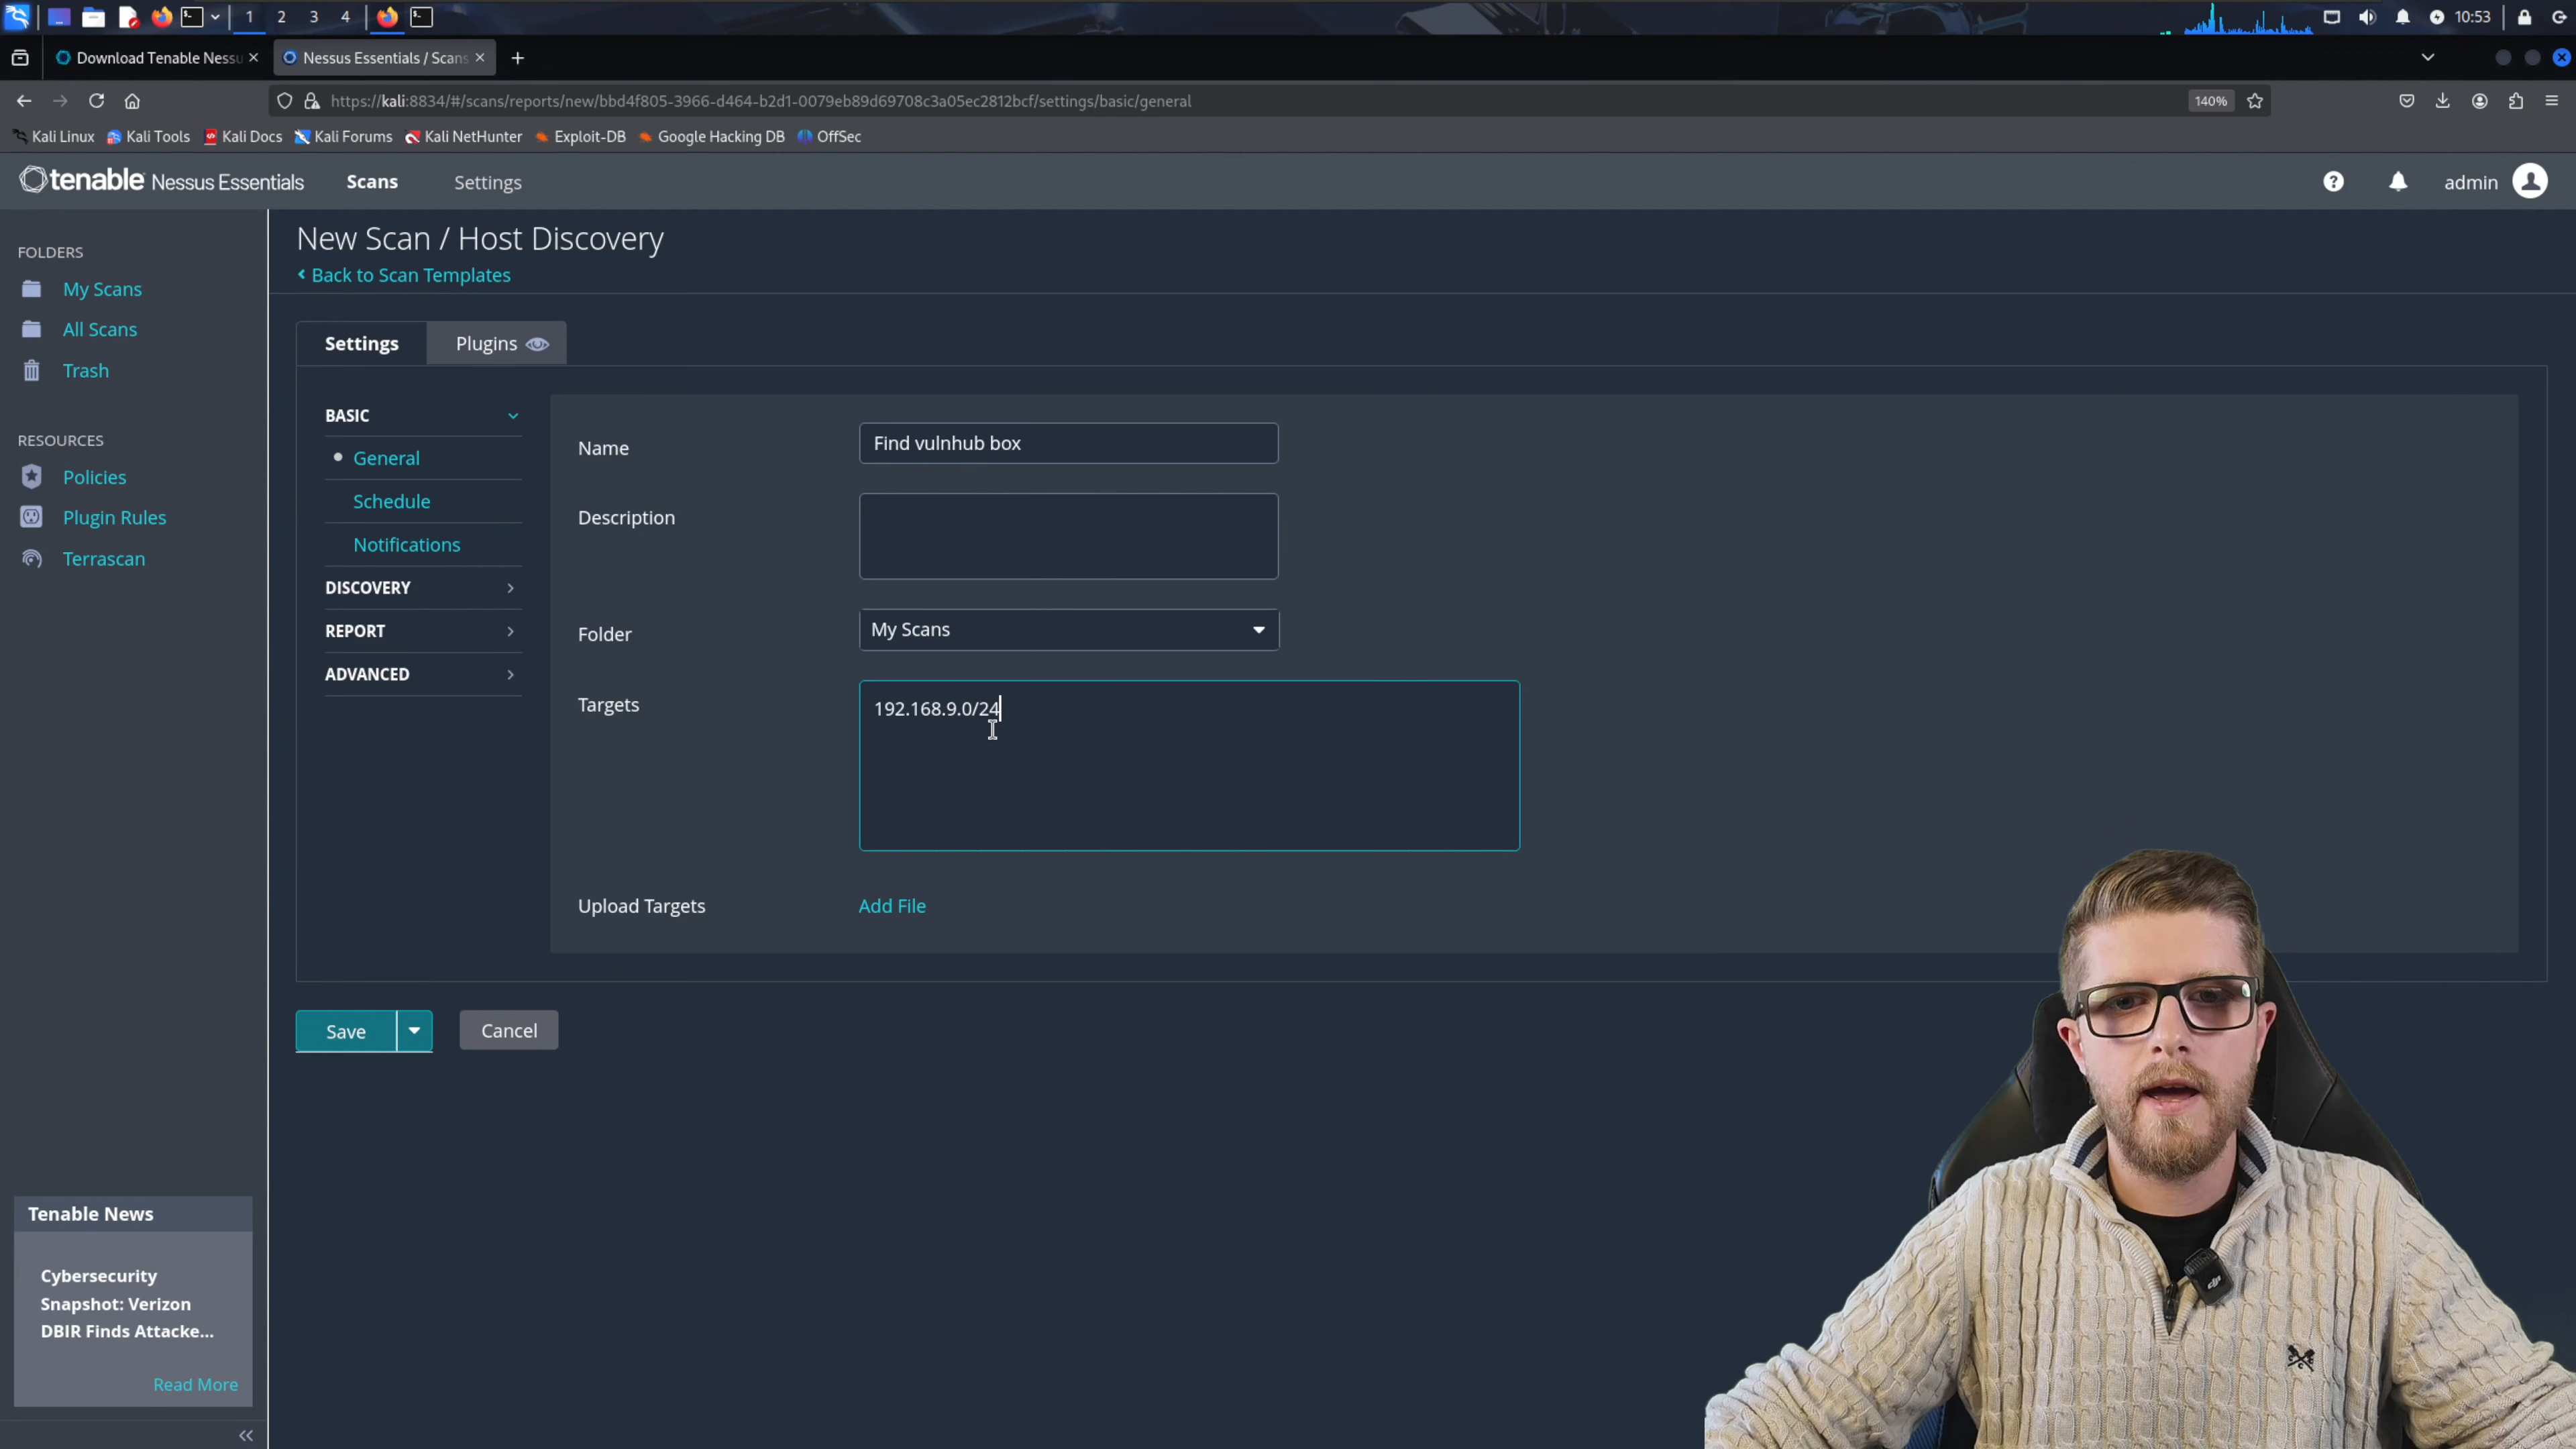 1 2 3 4 10:53
Download Tenable Nessu Nessus Essentials / Scans
https://kali:8834/#/scans/reports/new/bbd4f805-3966-d464-b2d1-0079eb89d69708c3a05ec2812bcf/settings/basic/general 140%
Kali Linux Kali Tools Kali Docs Kali Forums Kali NetHunter Exploit-DB Google Hacking DB OffSec
tenable Nessus Essentials Scans Settings admin
FOLDERS
My Scans
All Scans
Trash
RESOURCES
Policies
Plugin Rules
Terrascan
New Scan / Host Discovery
Back to Scan Templates
Settings Plugins
BASIC
General
Schedule
Notifications
DISCOVERY
REPORT
ADVANCED
Name Find vulnhub box
Description
Folder My Scans
Targets 192.168.9.0/24
Upload Targets Add File
Save Cancel
Tenable News
Cybersecurity
Snapshot: Verizon
DBIR Finds Attacke...
Read More
dji